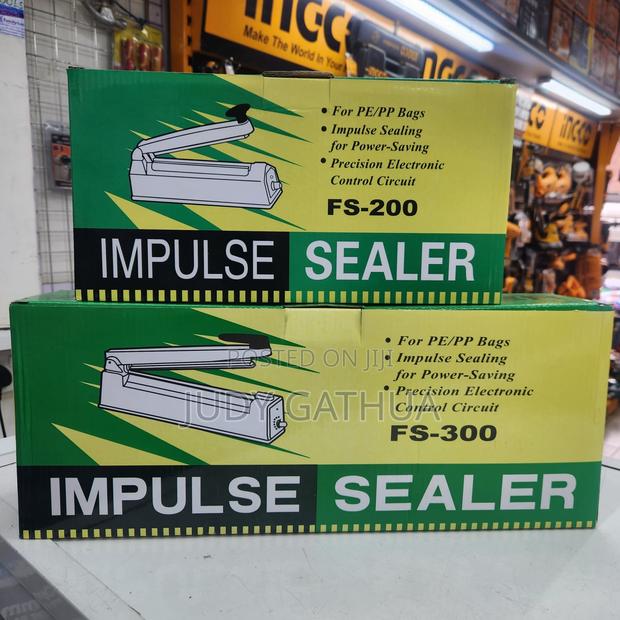 INGCO
Make The World In Your
INGCO
• For PE/PP Bags
• Impulse Sealing
for Power-Saving
• Precision Electronic
Control Circuit
FS-200
IMPULSE SEALER
• For PE/PP Bags
• Impulse Sealing
for Power-Saving
• Precision Electronic
Control Circuit
FS-300
IMPULSE SEALER
POSTED ON JIJI
JUDY GATHUA